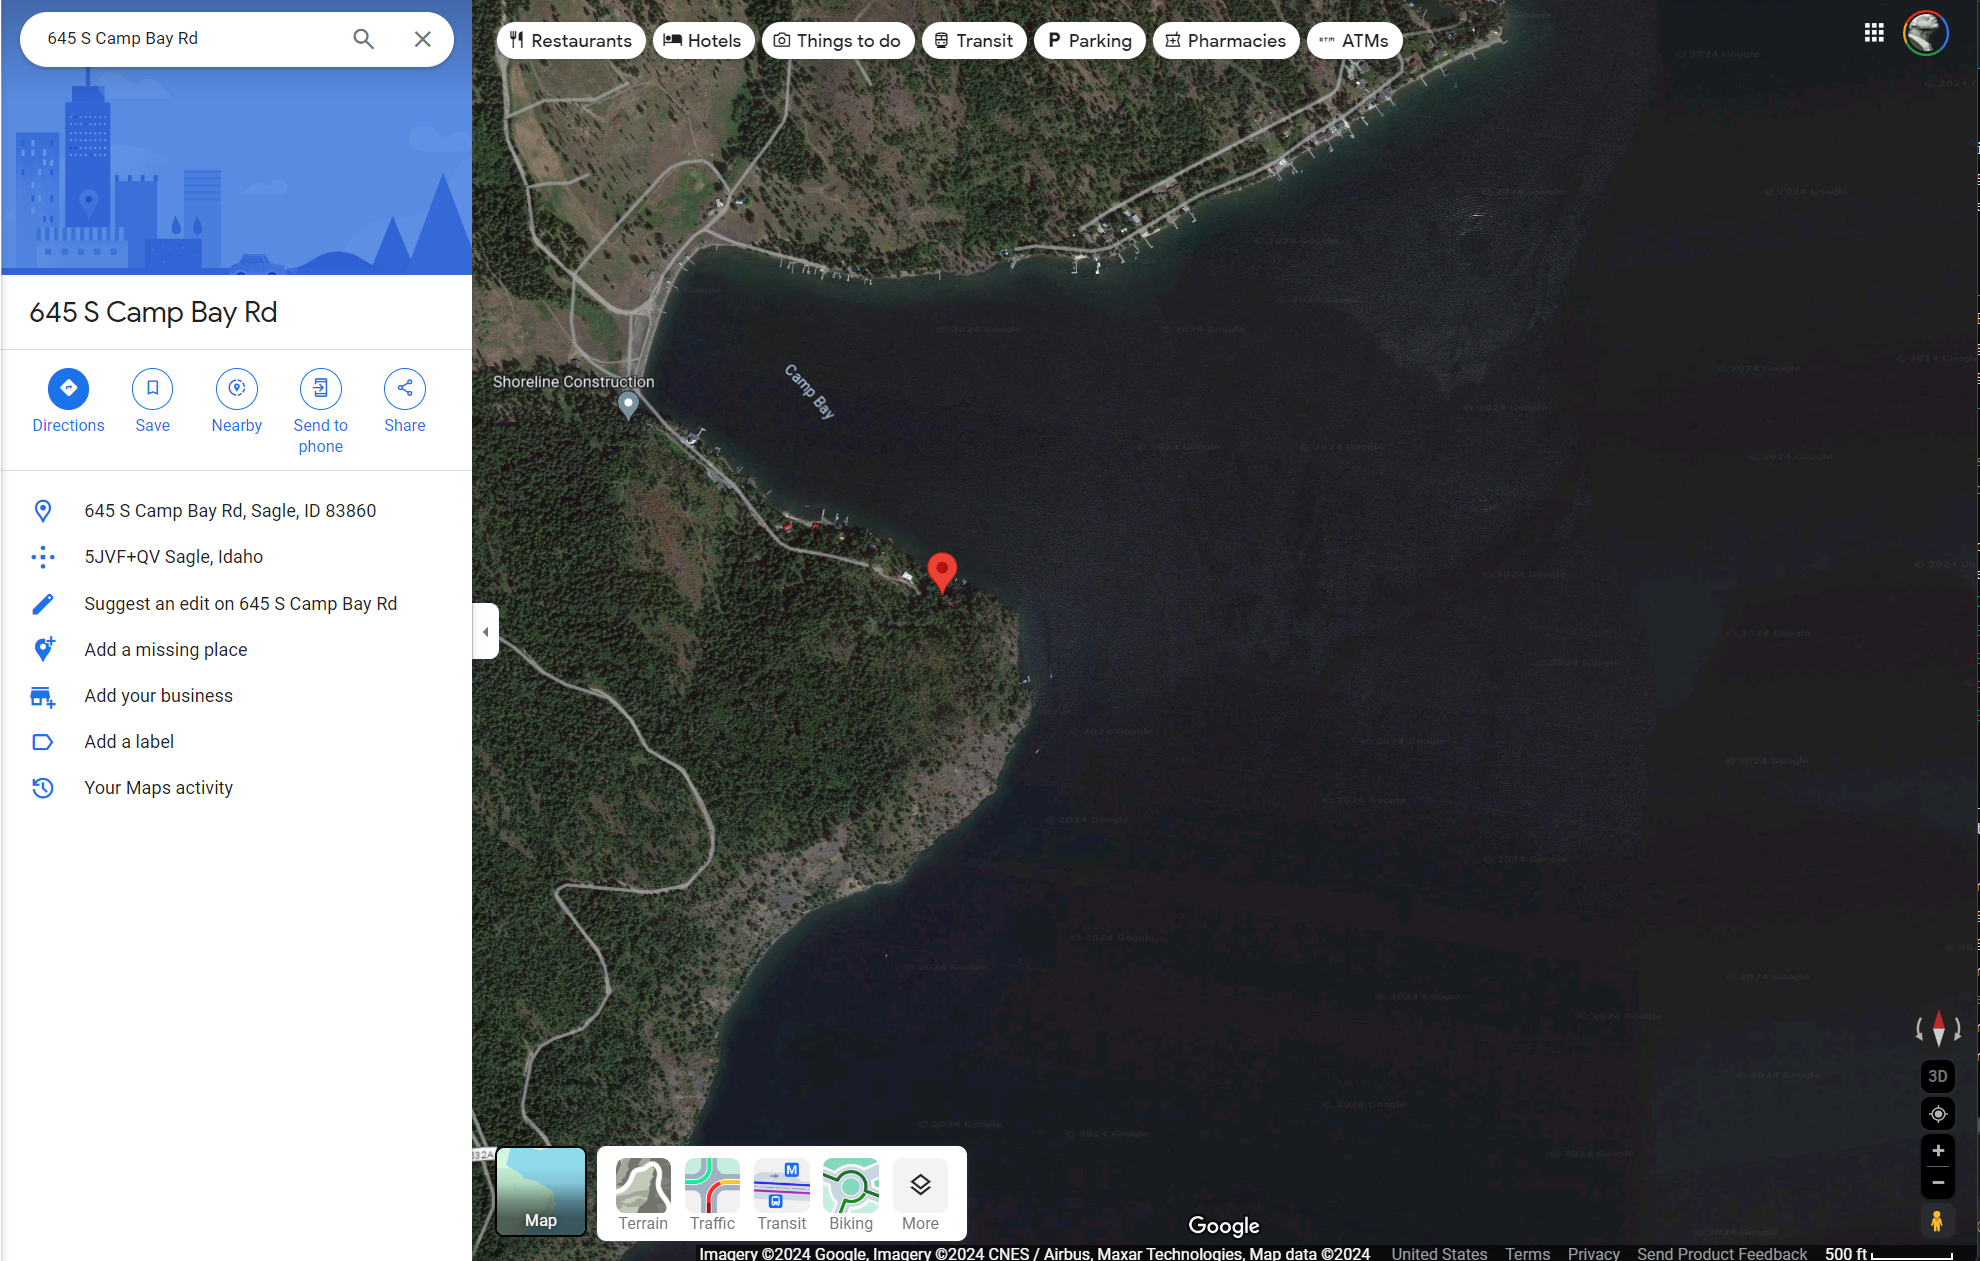 645 S Camp Bay Rd
Restaurants
Hotels
Things to do
Transit
Parking
Pharmacies
ATMs
645 S Camp Bay Rd
Directions
Save
Nearby
Send to
phone
Share
645 S Camp Bay Rd, Sagle, ID 83860
5JVF+QV Sagle, Idaho
Suggest an edit on 645 S Camp Bay Rd
Add a missing place
Add your business
Add a label
Your Maps activity
Shoreline Construction
Camp Bay
© 2024 Google
3D
Map
Terrain
Traffic
Transit
Biking
More
Google
Imagery ©2024 Google, Imagery ©2024 CNES / Airbus, Maxar Technologies, Map data ©2024
United States
Terms
Privacy
Send Product Feedback
500 ft